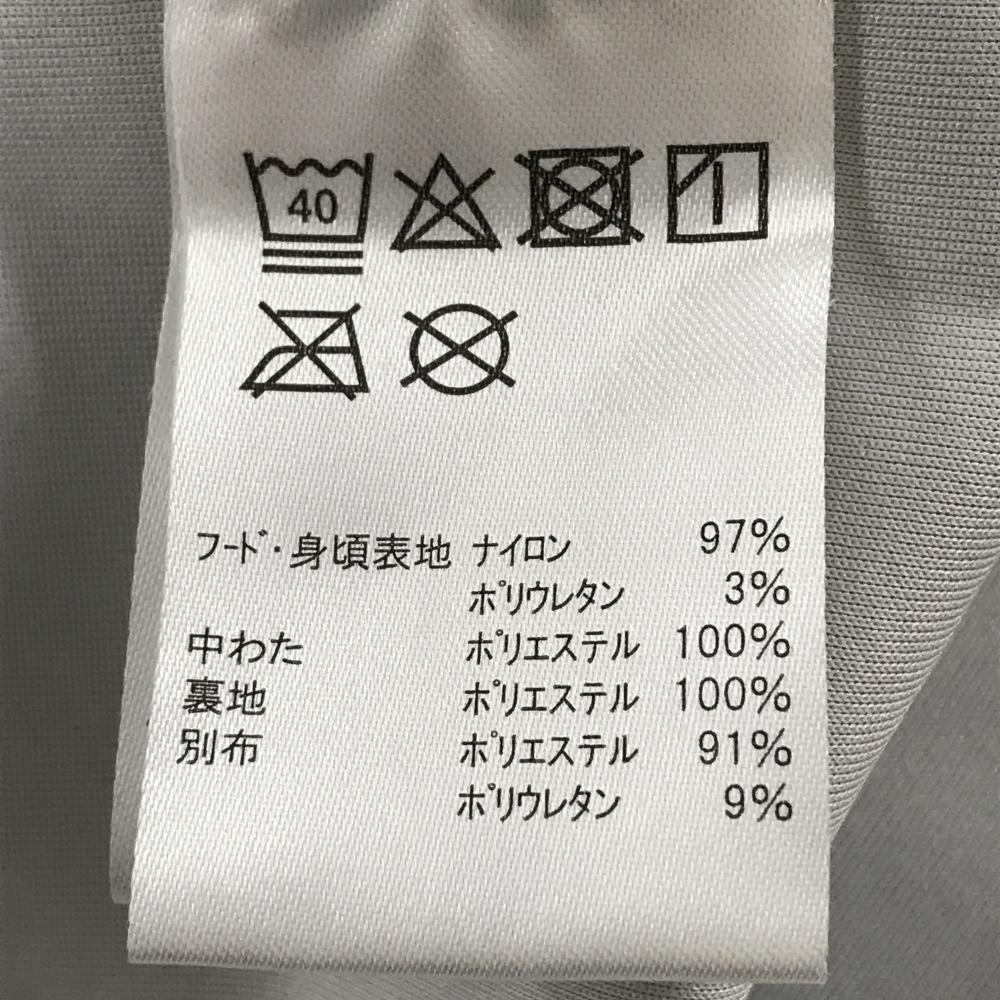 40
フード・身頃表地 ナイロン 97%
ポリウレタン 3%
中わた ポリエステル 100%
裏地 ポリエステル 100%
別布 ポリエステル 91%
ポリウレタン 9%